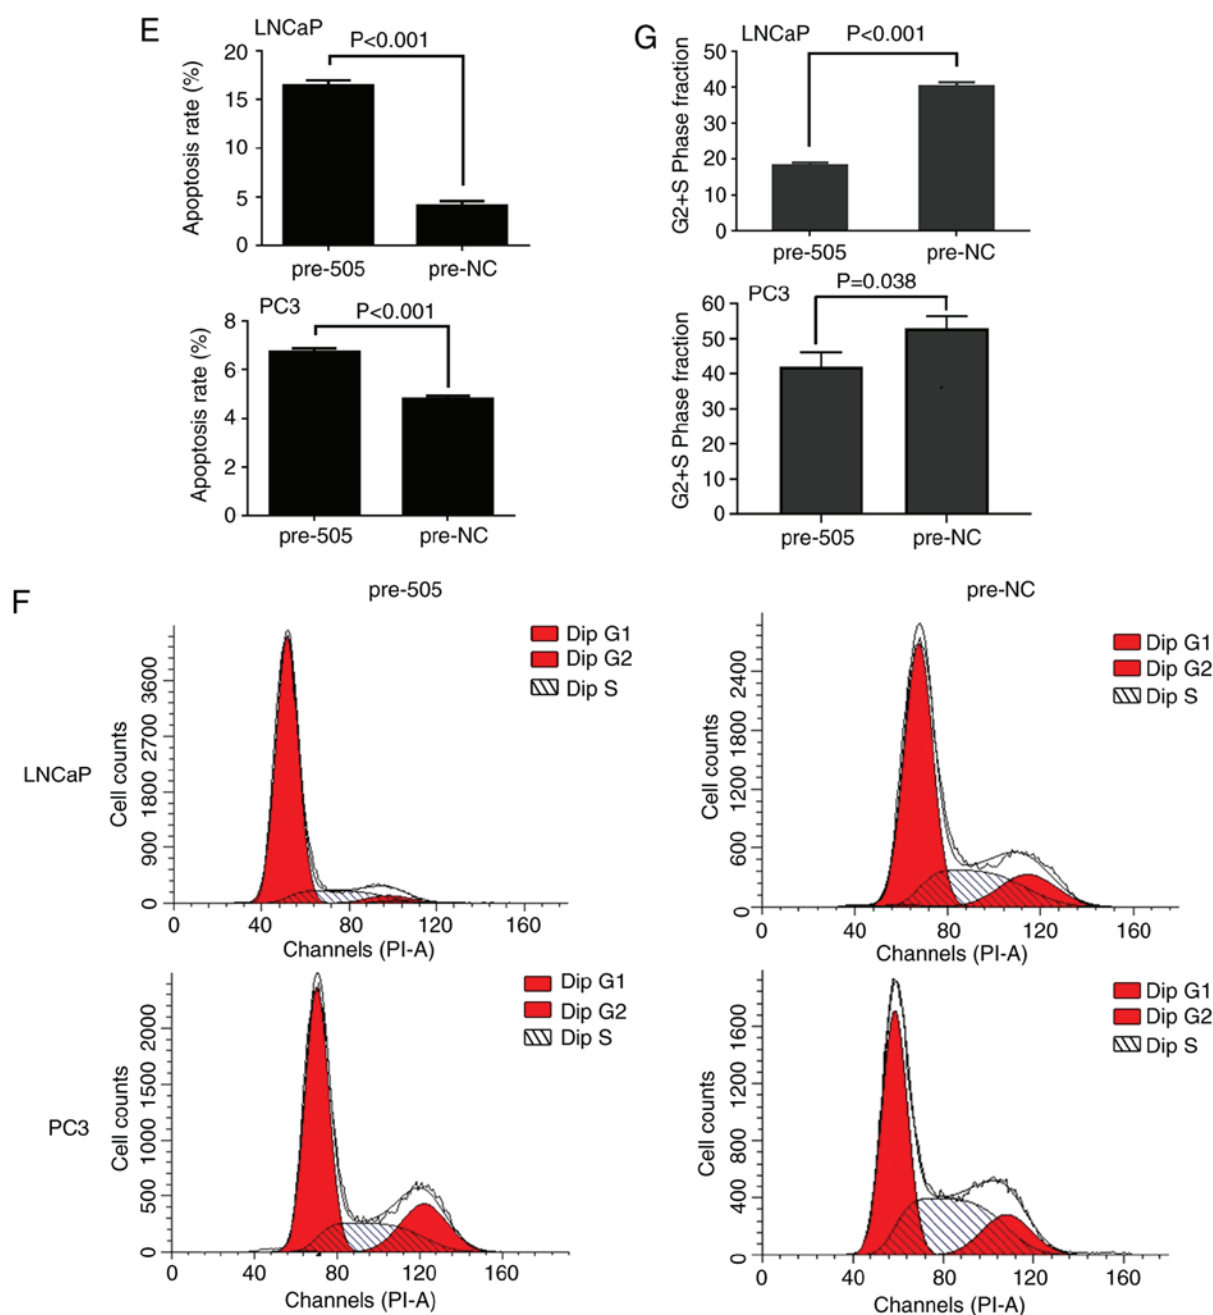 E
LNCaP
P<0.001
Apoptosis rate (%)
20
15
10
5
0
pre-505 pre-NC
PC3
P<0.001
Apoptosis rate (%)
8
6
4
2
0
pre-505 pre-NC
G
LNCaP
P<0.001
G2+S Phase fraction
50
40
30
20
10
0
pre-505 pre-NC
PC3
P=0.038
G2+S Phase fraction
60
50
40
30
20
10
0
pre-505 pre-NC
F
pre-505
pre-NC
LNCaP
Cell counts
3600
2700
1800
900
0
0 40 80 120 160
Channels (PI-A)
Dip G1
Dip G2
Dip S
Cell counts
2400
1800
1200
600
0
0 40 80 120 160
Channels (PI-A)
Dip G1
Dip G2
Dip S
PC3
Cell counts
2000
1500
1000
500
0
0 40 80 120 160
Channels (PI-A)
Dip G1
Dip G2
Dip S
Cell counts
1600
1200
800
400
0
0 40 80 120 160
Channels (PI-A)
Dip G1
Dip G2
Dip S